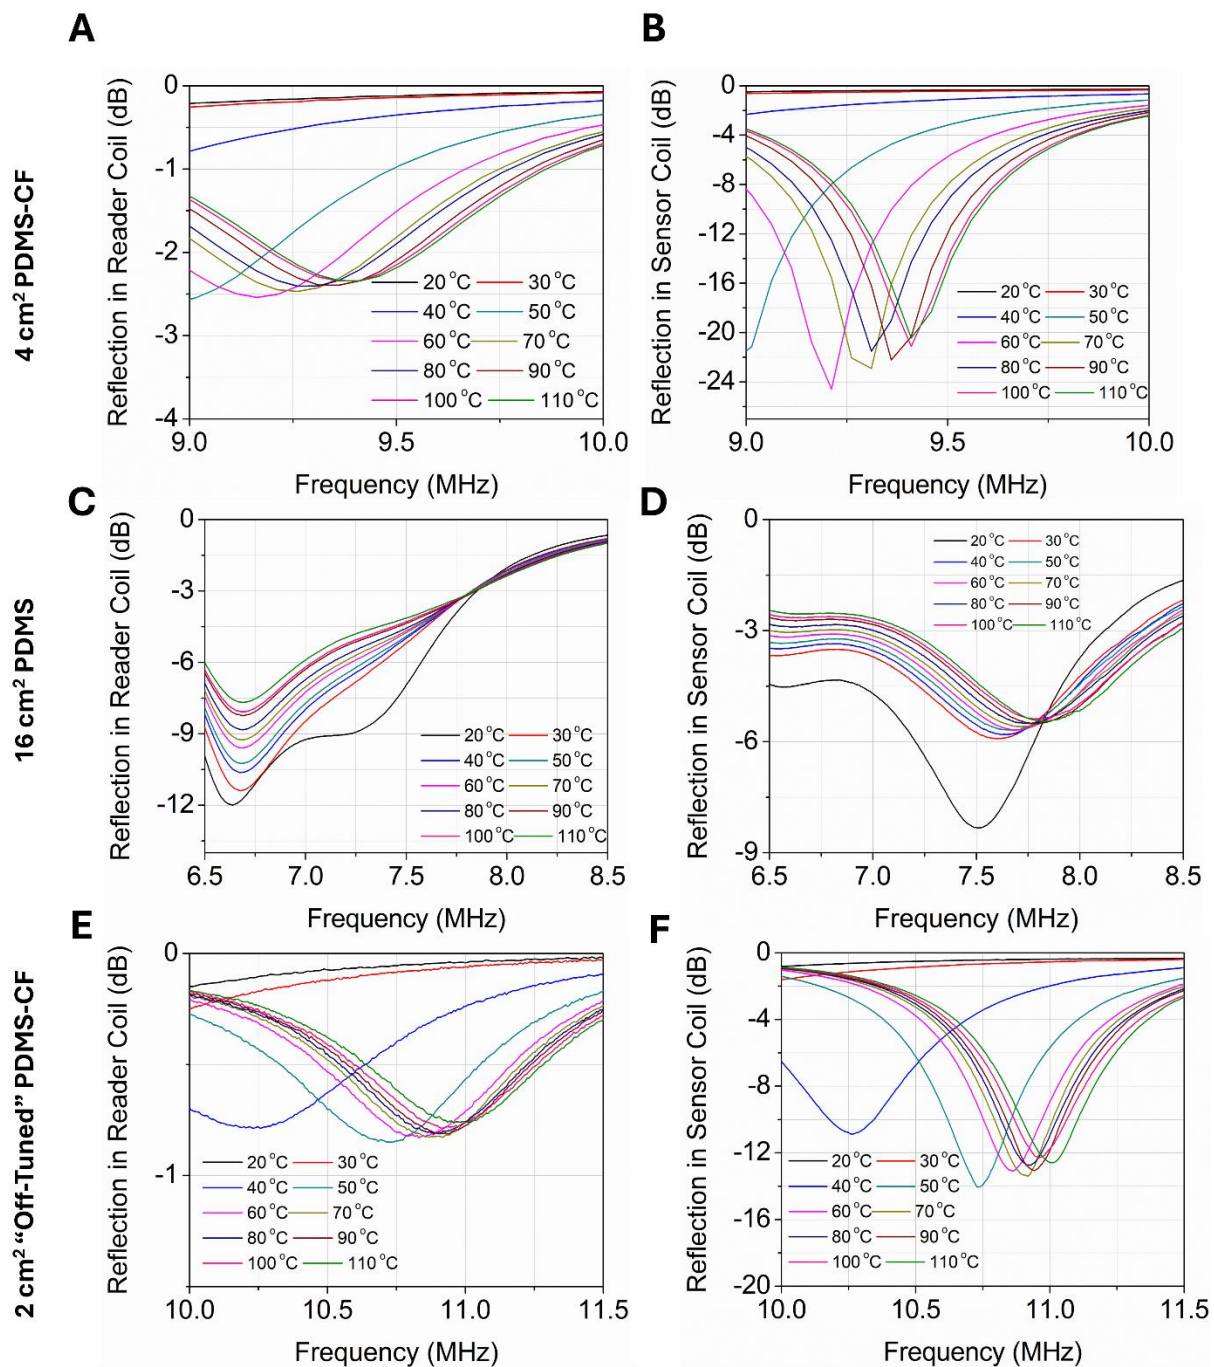 A
B
4 cm² PDMS-CF
Reflection in Reader Coil (dB)
0
-1
-2
-3
-4
20 °C 30 °C
40 °C 50 °C
60 °C 70 °C
80 °C 90 °C
100 °C 110 °C
9.0 9.5 10.0
Frequency (MHz)
Reflection in Sensor Coil (dB)
0
-4
-8
-12
-16
-20
-24
20 °C 30 °C
40 °C 50 °C
60 °C 70 °C
80 °C 90 °C
100 °C 110 °C
9.0 9.5 10.0
Frequency (MHz)
C
D
16 cm² PDMS
Reflection in Reader Coil (dB)
0
-3
-6
-9
-12
20 °C 30 °C
40 °C 50 °C
60 °C 70 °C
80 °C 90 °C
100 °C 110 °C
6.5 7.0 7.5 8.0 8.5
Frequency (MHz)
Reflection in Sensor Coil (dB)
0
-3
-6
-9
20 °C 30 °C
40 °C 50 °C
60 °C 70 °C
80 °C 90 °C
100 °C 110 °C
6.5 7.0 7.5 8.0 8.5
Frequency (MHz)
E
F
2 cm² “Off-Tuned” PDMS-CF
Reflection in Reader Coil (dB)
0
-1
20 °C 30 °C
40 °C 50 °C
60 °C 70 °C
80 °C 90 °C
100 °C 110 °C
10.0 10.5 11.0 11.5
Frequency (MHz)
Reflection in Sensor Coil (dB)
0
-4
-8
-12
-16
-20
20 °C 30 °C
40 °C 50 °C
60 °C 70 °C
80 °C 90 °C
100 °C 110 °C
10.0 10.5 11.0 11.5
Frequency (MHz)